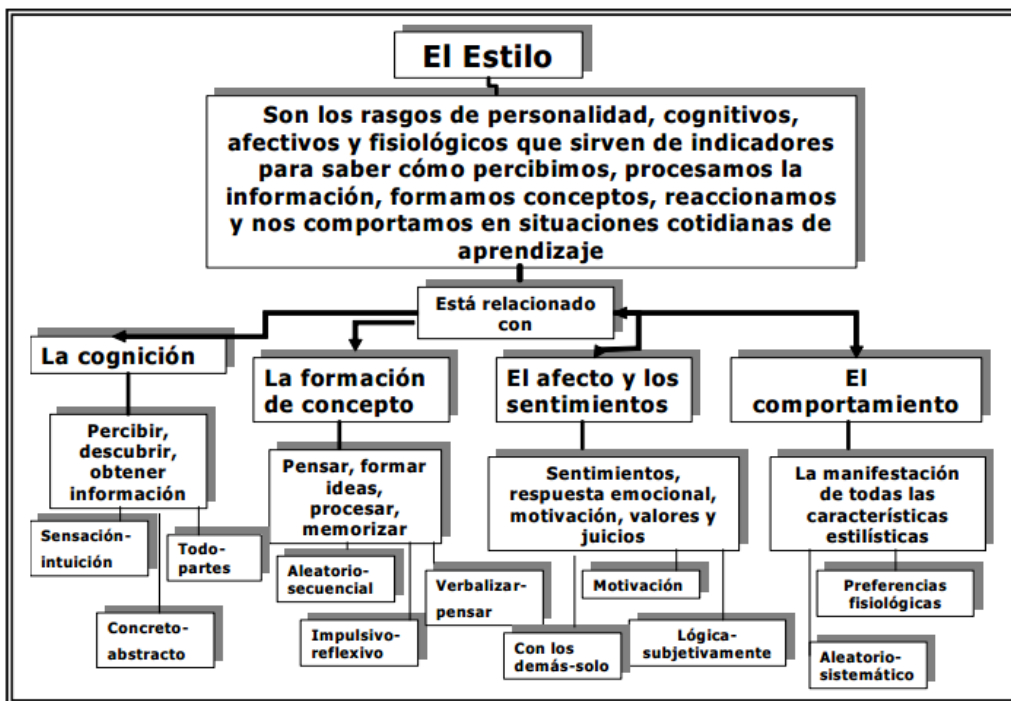 El Estilo
Son los rasgos de personalidad, cognitivos,
afectivos y fisiológicos que sirven de indicadores
para saber cómo percibimos, procesamos la
información, formamos conceptos, reaccionamos
y nos comportamos en situaciones cotidianas de
aprendizaje
Está relacionado
con
La cognición
La formación
de concepto
El afecto y los
sentimientos
El
comportamiento
Percibir,
descubrir,
obtener
información
Pensar, formar
ideas,
procesar,
memorizar
Sentimientos,
respuesta emocional,
motivación, valores y
juicios
La manifestación
de todas las
características
estilísticas
Sensación-
intuición
Todo-
partes
Concreto-
abstracto
Aleatorio-
secuencial
Verbalizar-
pensar
Impulsivo-
reflexivo
Motivación
Con los
demás-solo
Lógica-
subjetivamente
Preferencias
fisiológicas
Aleatorio-
sistemático